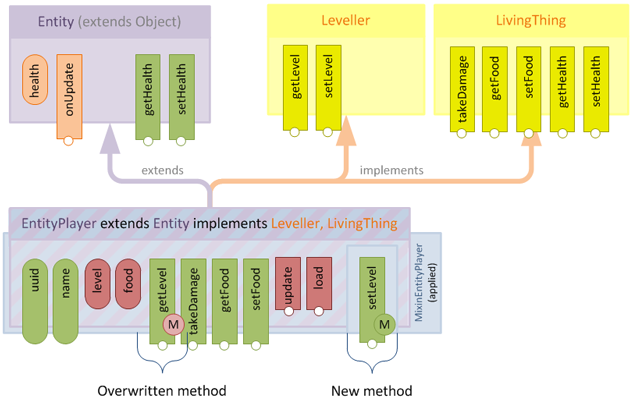 Entity (extends Object)
Leveller
LivingThing
health
onUpdate
getHealth
setHealth
getLevel
setLevel
takeDamage
getFood
setFood
getHealth
setHealth
extends
implements
EntityPlayer extends Entity implements Leveller, LivingThing
uuid
name
level
food
getLevel
takeDamage
getFood
setFood
update
load
setLevel
M
M
MixinEntityPlayer
(applied)
Overwritten method
New method